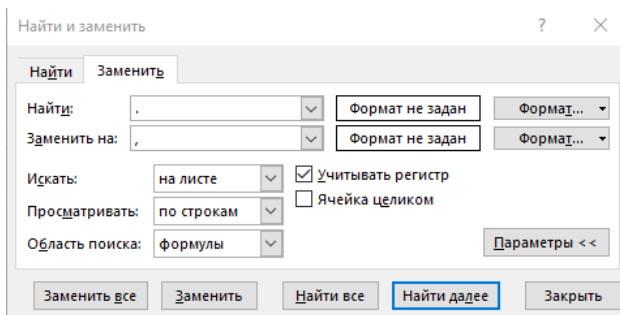 Найти и заменить ?
Найти Заменить
Найти: . Формат не задан Формат...
Заменить на: , Формат не задан Формат...
Искать: на листе Учитывать регистр
Просматривать: по строкам Ячейка целиком
Область поиска: формулы Параметры <<
Заменить все Заменить Найти все Найти далее Закрыть